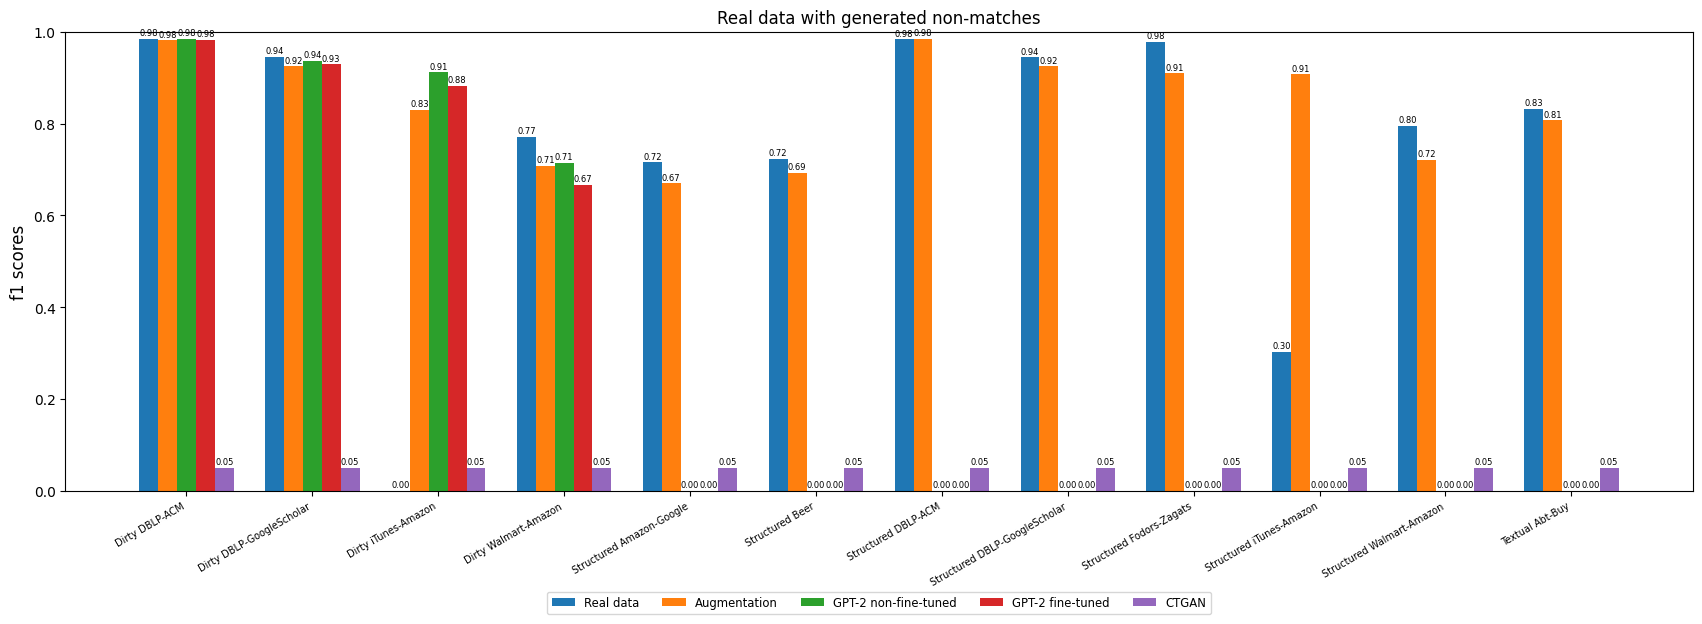 Real data with generated non-matches
f1 scores
1.0
0.8
0.6
0.4
0.2
0.0
0.98 0.98 0.98 0.98 0.05
0.94 0.92 0.94 0.93 0.05
0.00 0.83 0.91 0.88 0.05
0.77 0.71 0.71 0.67 0.05
0.72 0.67 0.00 0.00 0.05
0.72 0.69 0.00 0.00 0.05
0.98 0.98 0.00 0.00 0.05
0.94 0.92 0.00 0.00 0.05
0.98 0.91 0.00 0.00 0.05
0.30 0.91 0.00 0.00 0.05
0.80 0.72 0.00 0.00 0.05
0.83 0.81 0.00 0.00 0.05
Dirty DBLP-ACM
Dirty DBLP-GoogleScholar
Dirty iTunes-Amazon
Dirty Walmart-Amazon
Structured Amazon-Google
Structured Beer
Structured DBLP-ACM
Structured DBLP-GoogleScholar
Structured Fodors-Zagats
Structured iTunes-Amazon
Structured Walmart-Amazon
Textual Abt-Buy
Real data Augmentation GPT-2 non-fine-tuned GPT-2 fine-tuned CTGAN